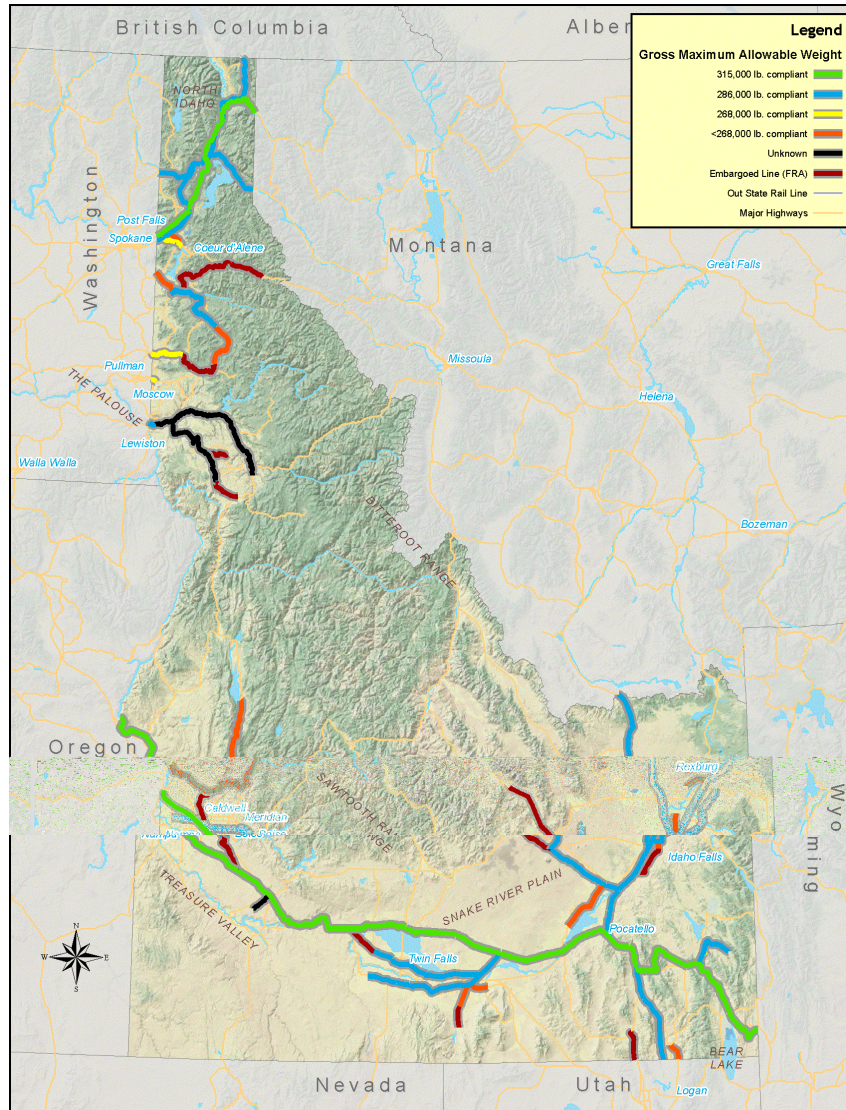 British Columbia
Alber
Legend
Gross Maximum Allowable Weight
315,000 lb. compliant
286,000 lb. compliant
268,000 lb. compliant
<268,000 lb. compliant
Unknown
Embargoed Line (FRA)
Out State Rail Line
Major Highways
NORTH
IDAHO
Washington
Post Falls
Spokane
Coeur d'Alene
Montana
Great Falls
Pullman
Missoula
THE PALOUSE
Moscow
Helena
Lewiston
Walla Walla
BITTEROOT RANGE
Bozeman
Oregon
Rexburg
SAWTOOTH RA
NGE
Caldwell
Meridian
Wyo
ming
Idaho Falls
TREASURE VALLEY
SNAKE RIVER PLAIN
Pocatello
N
W
E
S
Twin Falls
BEAR
LAKE
Nevada
Utah
Logan